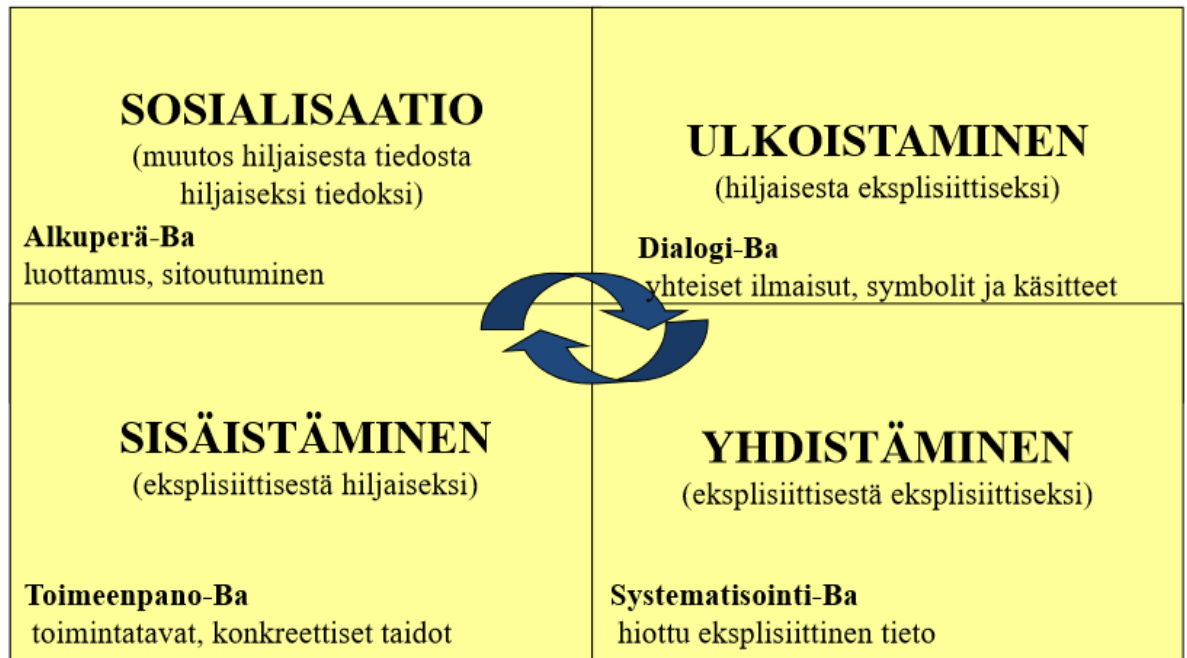 SOSIALISAATIO
(muutos hiljaisesta tiedosta
hiljaiseksi tiedoksi)
Alkuperä-Ba
luottamus, sitoutuminen
ULKOISTAMINEN
(hiljaisesta eksplisiittiseksi)
Dialogi-Ba
yhteiset ilmaisut, symbolit ja käsitteet
SISÄISTÄMINEN
(eksplisiittisestä hiljaiseksi)
Toimeenpano-Ba
toimintatavat, konkreettiset taidot
YHDISTÄMINEN
(eksplisiittisestä eksplisiittiseksi)
Systematisointi-Ba
hiottu eksplisiittinen tieto